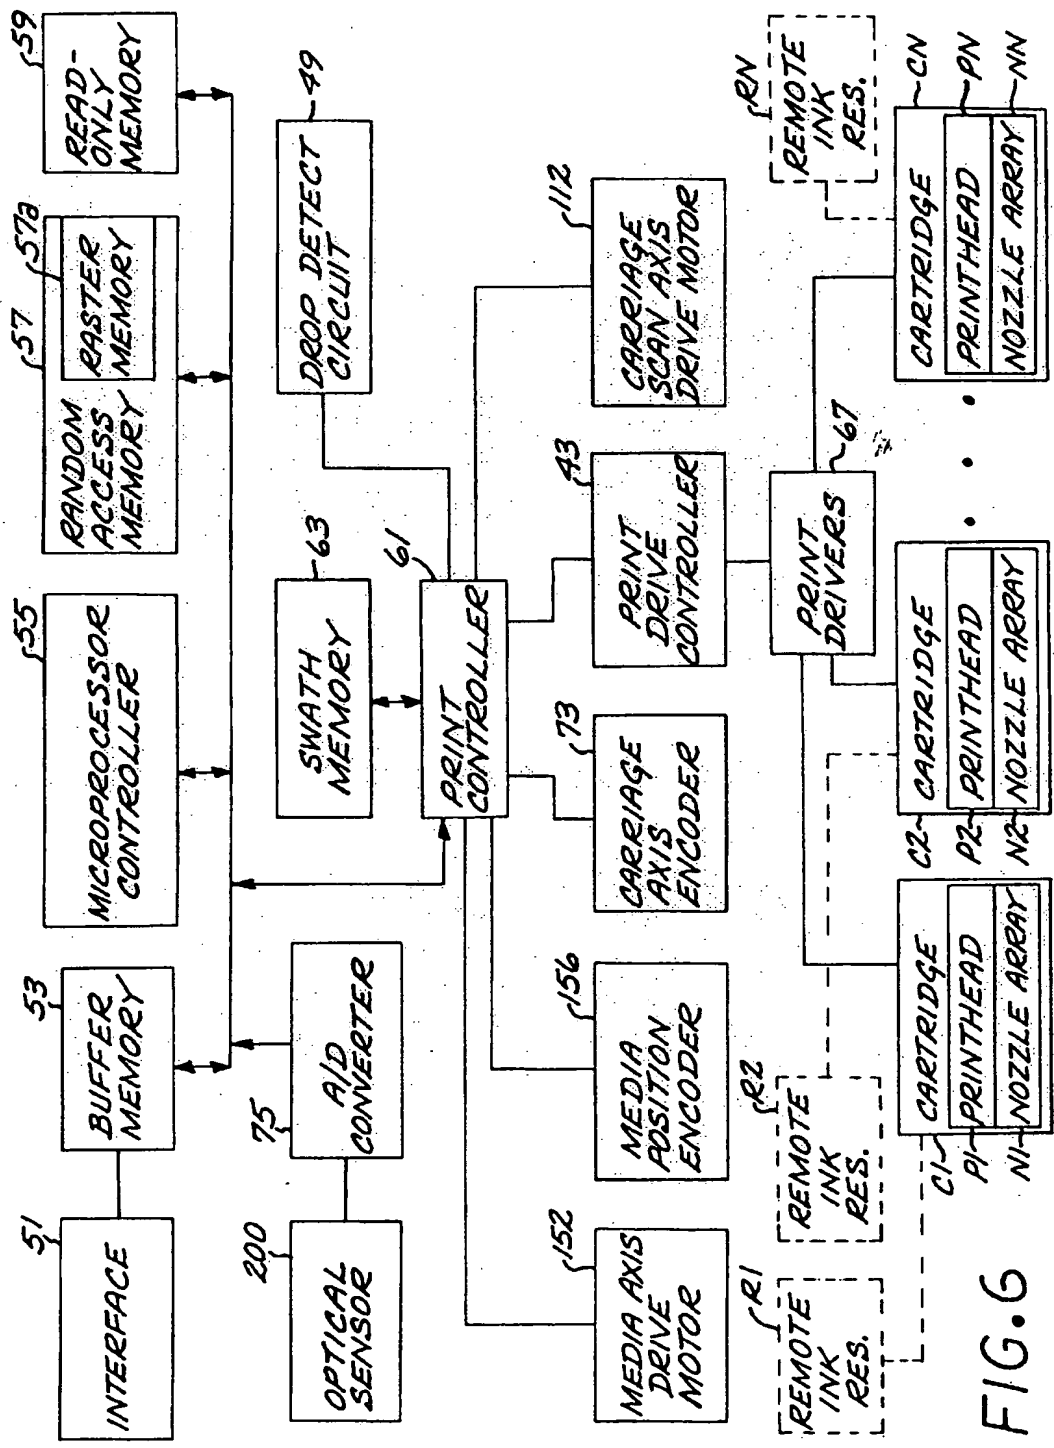 51
INTERFACE
53
BUFFER
MEMORY
55
MICROPROCESSOR
CONTROLLER
57
57a
RANDOM
ACCESS
MEMORY
RASTER
MEMORY
59
READ-
ONLY
MEMORY
200
OPTICAL
SENSOR
75
A/D
CONVERTER
63
SWATH
MEMORY
49
DROP DETECT
CIRCUIT
61
PRINT
CONTROLLER
152
MEDIA AXIS
DRIVE
MOTOR
156
MEDIA
POSITION
ENCODER
73
CARRIAGE
AXIS
ENCODER
43
PRINT
DRIVE
CONTROLLER
112
CARRIAGE
SCAN AXIS
DRIVE MOTOR
R1
REMOTE
INK
RES.
R2
REMOTE
INK
RES.
67
PRINT
DRIVERS
RN
REMOTE
INK
RES.
C1
CARTRIDGE
P1
PRINTHEAD
N1
NOZZLE ARRAY
C2
CARTRIDGE
P2
PRINTHEAD
N2
NOZZLE ARRAY
• • •
CARTRIDGE
CN
PRINTHEAD
PN
NOZZLE ARRAY
NN
FIG.6